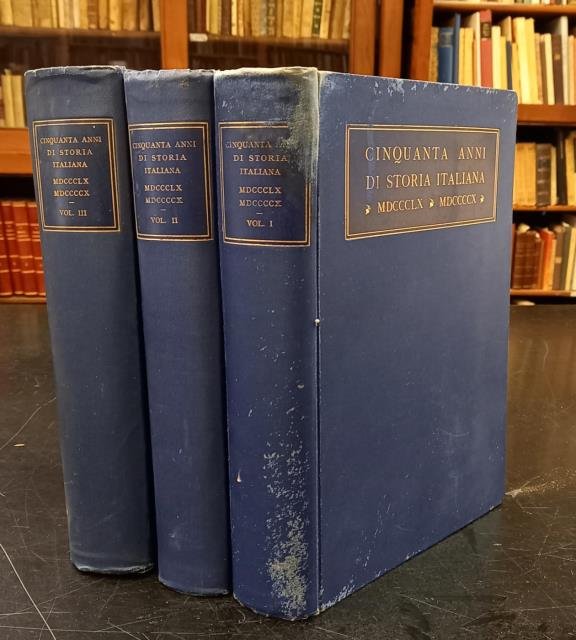 CINQUANTA ANNI
DI STORIA
ITALIANA
MDCCCLX
MDCCCCX
VOL. III
CINQUANTA ANNI
DI STORIA
ITALIANA
MDCCCLX
MDCCCCX
VOL. II
CINQUANTA ANNI
DI STORIA
ITALIANA
MDCCCLX
MDCCCCX
VOL. I
CINQUANTA ANNI
DI STORIA ITALIANA
MDCCCLX MDCCCCX